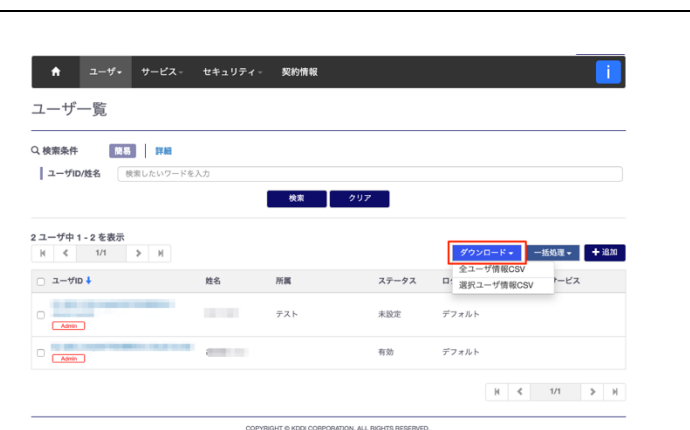 ユーザ サービス セキュリティ 契約情報 i
ユーザ一覧
検索条件 簡易 詳細
ユーザID/姓名 検索したいワードを入力
検索 クリア
2 ユーザ中 1 - 2 を表示
1/1 ダウンロード 一括処理 + 追加
全ユーザ情報CSV
選択ユーザ情報CSV
ユーザID 姓名 所属 ステータス ロ ービス
テスト 未設定 デフォルト
Admin
有効 デフォルト
Admin
1/1
COPYRIGHT © KDDI CORPORATION. ALL RIGHTS RESERVED.